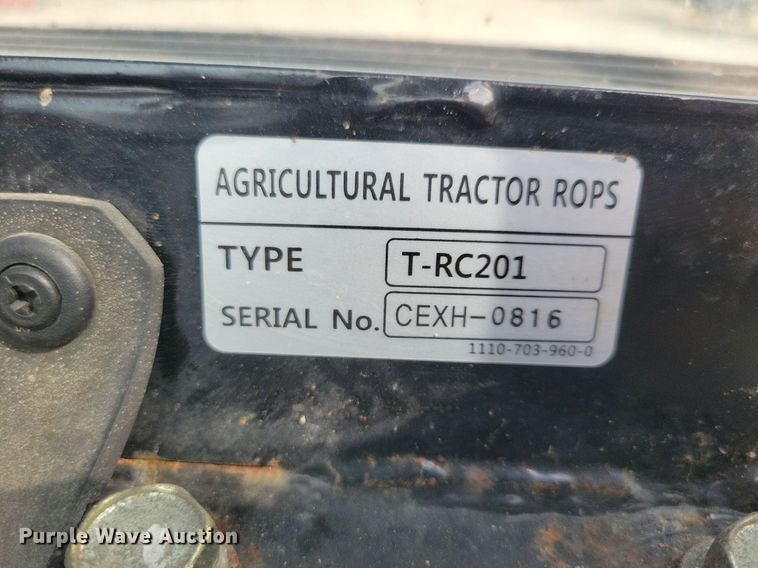 AGRICULTURAL TRACTOR ROPS
TYPE T-RC201
SERIAL No. CEXH-0816
1110-703-960-0
Purple Wave Auction